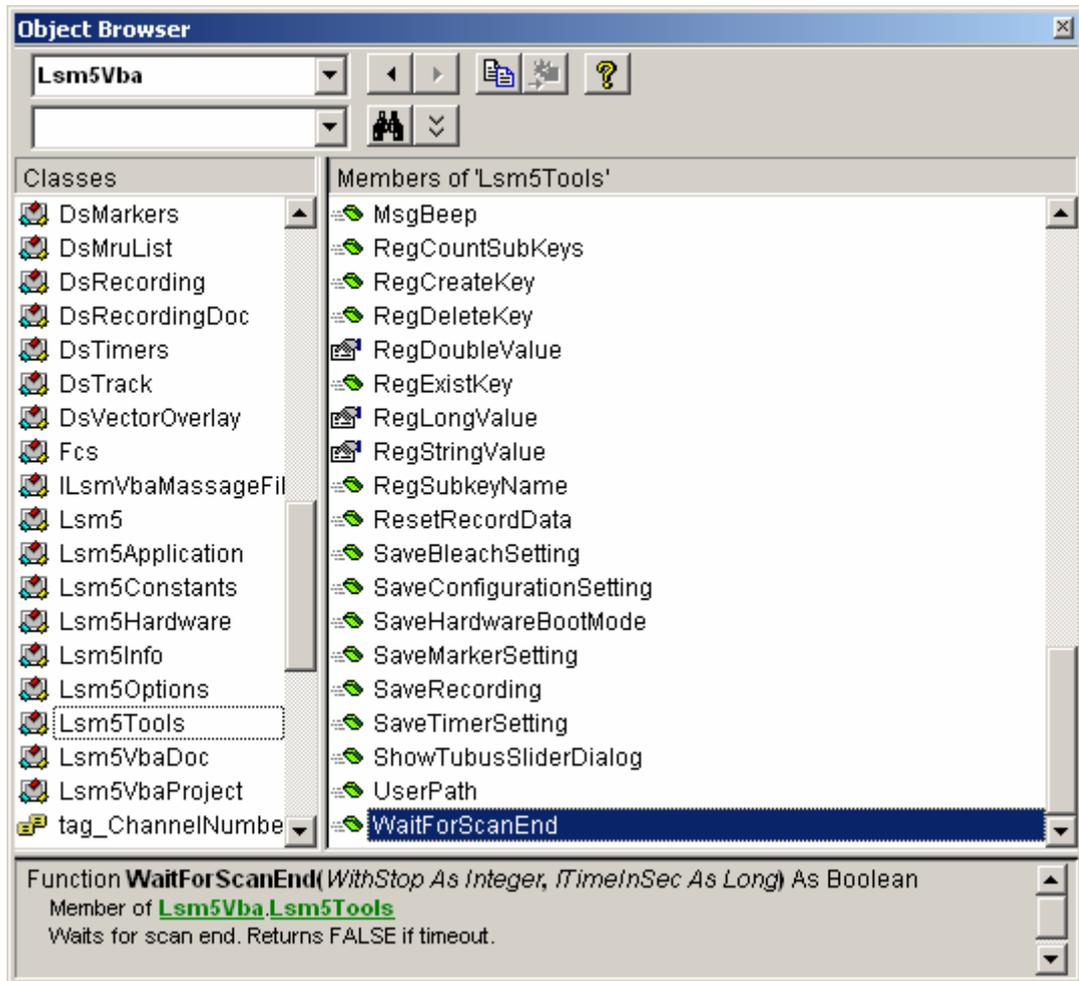 Object Browser
Lsm5Vba
Classes
DsMarkers
DsMruList
DsRecording
DsRecordingDoc
DsTimers
DsTrack
DsVectorOverlay
Fcs
ILsmVbaMassageFil
Lsm5
Lsm5Application
Lsm5Constants
Lsm5Hardware
Lsm5Info
Lsm5Options
Lsm5Tools
Lsm5VbaDoc
Lsm5VbaProject
tag_ChannelNumbe
Members of 'Lsm5Tools'
MsgBeep
RegCountSubKeys
RegCreateKey
RegDeleteKey
RegDoubleValue
RegExistKey
RegLongValue
RegStringValue
RegSubkeyName
ResetRecordData
SaveBleachSetting
SaveConfigurationSetting
SaveHardwareBootMode
SaveMarkerSetting
SaveRecording
SaveTimerSetting
ShowTubusSliderDialog
UserPath
WaitForScanEnd
Function WaitForScanEnd(WithStop As Integer, lTimeInSec As Long) As Boolean
Member of Lsm5Vba.Lsm5Tools
Waits for scan end. Returns FALSE if timeout.